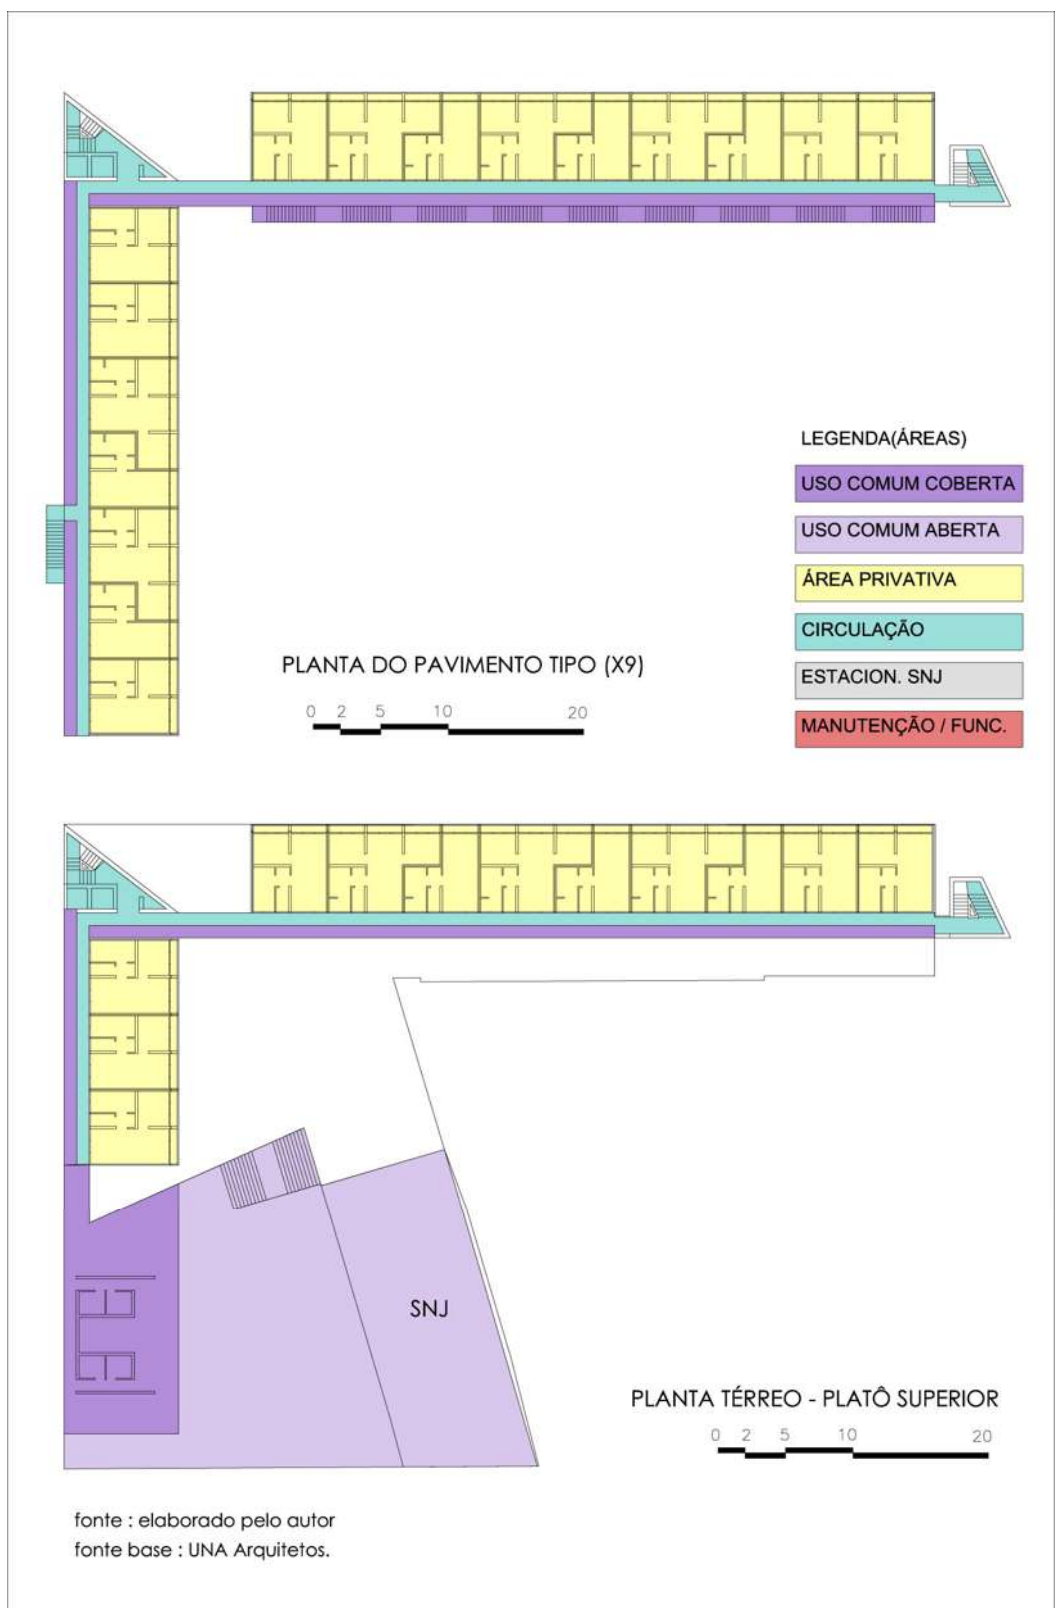 LEGENDA(ÁREAS)
USO COMUM COBERTA
USO COMUM ABERTA
ÁREA PRIVATIVA
CIRCULAÇÃO
ESTACION. SNJ
MANUTENÇÃO / FUNC.
PLANTA DO PAVIMENTO TIPO (X9)
0 2 5 10 20
SNJ
PLANTA TÉRREO - PLATÔ SUPERIOR
0 2 5 10 20
fonte : elaborado pelo autor
fonte base : UNA Arquitetos.